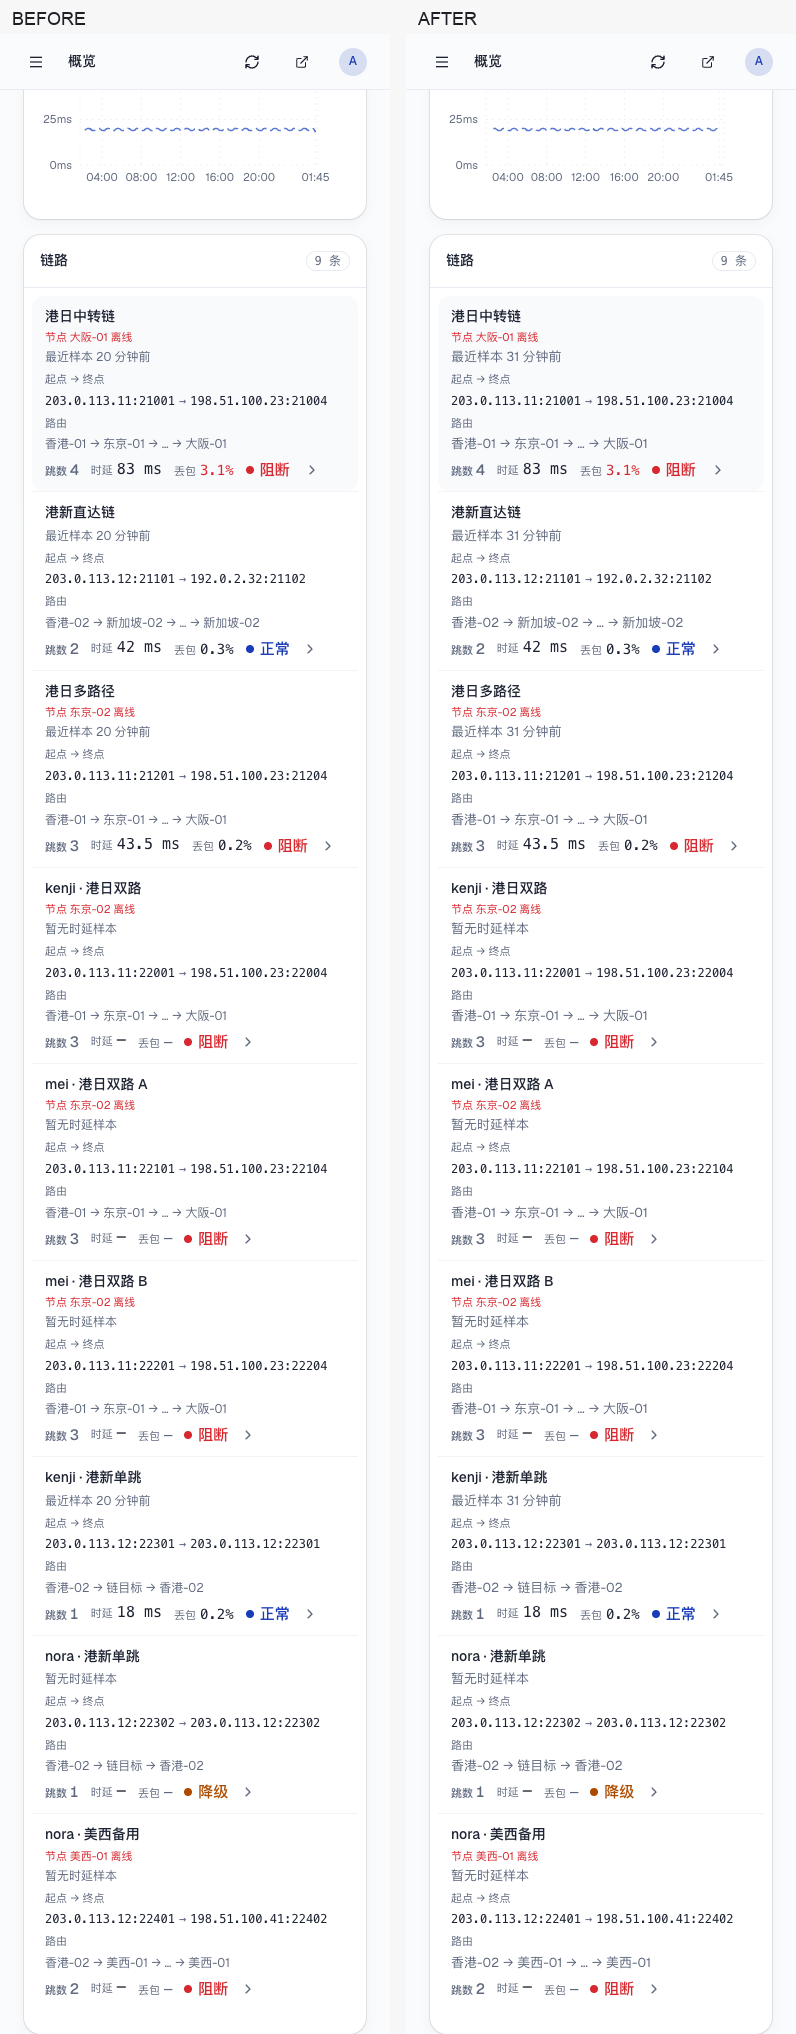 BEFORE
概览
A
25ms
0ms
04:00 08:00 12:00 16:00 20:00 01:45
链路
9 条
港日中转链
节点 大阪-01 离线
最近样本 20 分钟前
起点 → 终点
203.0.113.11:21001 → 198.51.100.23:21004
路由
香港-01 → 东京-01 → … → 大阪-01
跳数 4 时延 83 ms 丢包 3.1% 阻断
港新直达链
最近样本 20 分钟前
起点 → 终点
203.0.113.12:21101 → 192.0.2.32:21102
路由
香港-02 → 新加坡-02 → … → 新加坡-02
跳数 2 时延 42 ms 丢包 0.3% 正常
港日多路径
节点 东京-02 离线
最近样本 20 分钟前
起点 → 终点
203.0.113.11:21201 → 198.51.100.23:21204
路由
香港-01 → 东京-01 → … → 大阪-01
跳数 3 时延 43.5 ms 丢包 0.2% 阻断
kenji · 港日双路
节点 东京-02 离线
暂无时延样本
起点 → 终点
203.0.113.11:22001 → 198.51.100.23:22004
路由
香港-01 → 东京-01 → … → 大阪-01
跳数 3 时延 — 丢包 — 阻断
mei · 港日双路 A
节点 东京-02 离线
暂无时延样本
起点 → 终点
203.0.113.11:22101 → 198.51.100.23:22104
路由
香港-01 → 东京-01 → … → 大阪-01
跳数 3 时延 — 丢包 — 阻断
mei · 港日双路 B
节点 东京-02 离线
暂无时延样本
起点 → 终点
203.0.113.11:22201 → 198.51.100.23:22204
路由
香港-01 → 东京-01 → … → 大阪-01
跳数 3 时延 — 丢包 — 阻断
kenji · 港新单跳
最近样本 20 分钟前
起点 → 终点
203.0.113.12:22301 → 203.0.113.12:22301
路由
香港-02 → 链目标 → 香港-02
跳数 1 时延 18 ms 丢包 0.2% 正常
nora · 港新单跳
暂无时延样本
起点 → 终点
203.0.113.12:22302 → 203.0.113.12:22302
路由
香港-02 → 链目标 → 香港-02
跳数 1 时延 — 丢包 — 降级
nora · 美西备用
节点 美西-01 离线
暂无时延样本
起点 → 终点
203.0.113.12:22401 → 198.51.100.41:22402
路由
香港-02 → 美西-01 → … → 美西-01
跳数 2 时延 — 丢包 — 阻断
AFTER
概览
A
25ms
0ms
04:00 08:00 12:00 16:00 20:00 01:45
链路
9 条
港日中转链
节点 大阪-01 离线
最近样本 31 分钟前
起点 → 终点
203.0.113.11:21001 → 198.51.100.23:21004
路由
香港-01 → 东京-01 → … → 大阪-01
跳数 4 时延 83 ms 丢包 3.1% 阻断
港新直达链
最近样本 31 分钟前
起点 → 终点
203.0.113.12:21101 → 192.0.2.32:21102
路由
香港-02 → 新加坡-02 → … → 新加坡-02
跳数 2 时延 42 ms 丢包 0.3% 正常
港日多路径
节点 东京-02 离线
最近样本 31 分钟前
起点 → 终点
203.0.113.11:21201 → 198.51.100.23:21204
路由
香港-01 → 东京-01 → … → 大阪-01
跳数 3 时延 43.5 ms 丢包 0.2% 阻断
kenji · 港日双路
节点 东京-02 离线
暂无时延样本
起点 → 终点
203.0.113.11:22001 → 198.51.100.23:22004
路由
香港-01 → 东京-01 → … → 大阪-01
跳数 3 时延 — 丢包 — 阻断
mei · 港日双路 A
节点 东京-02 离线
暂无时延样本
起点 → 终点
203.0.113.11:22101 → 198.51.100.23:22104
路由
香港-01 → 东京-01 → … → 大阪-01
跳数 3 时延 — 丢包 — 阻断
mei · 港日双路 B
节点 东京-02 离线
暂无时延样本
起点 → 终点
203.0.113.11:22201 → 198.51.100.23:22204
路由
香港-01 → 东京-01 → … → 大阪-01
跳数 3 时延 — 丢包 — 阻断
kenji · 港新单跳
最近样本 31 分钟前
起点 → 终点
203.0.113.12:22301 → 203.0.113.12:22301
路由
香港-02 → 链目标 → 香港-02
跳数 1 时延 18 ms 丢包 0.2% 正常
nora · 港新单跳
暂无时延样本
起点 → 终点
203.0.113.12:22302 → 203.0.113.12:22302
路由
香港-02 → 链目标 → 香港-02
跳数 1 时延 — 丢包 — 降级
nora · 美西备用
节点 美西-01 离线
暂无时延样本
起点 → 终点
203.0.113.12:22401 → 198.51.100.41:22402
路由
香港-02 → 美西-01 → … → 美西-01
跳数 2 时延 — 丢包 — 阻断